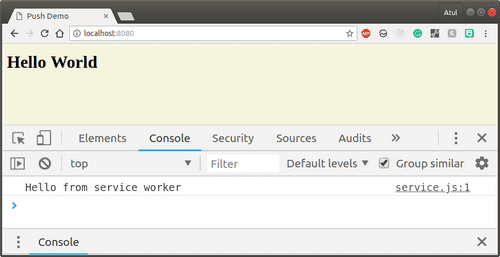 Push Demo
Atul
localhost:8080
Hello World
Elements Console Security Sources Audits
top Filter Default levels Group similar
Hello from service worker service.js:1
Console